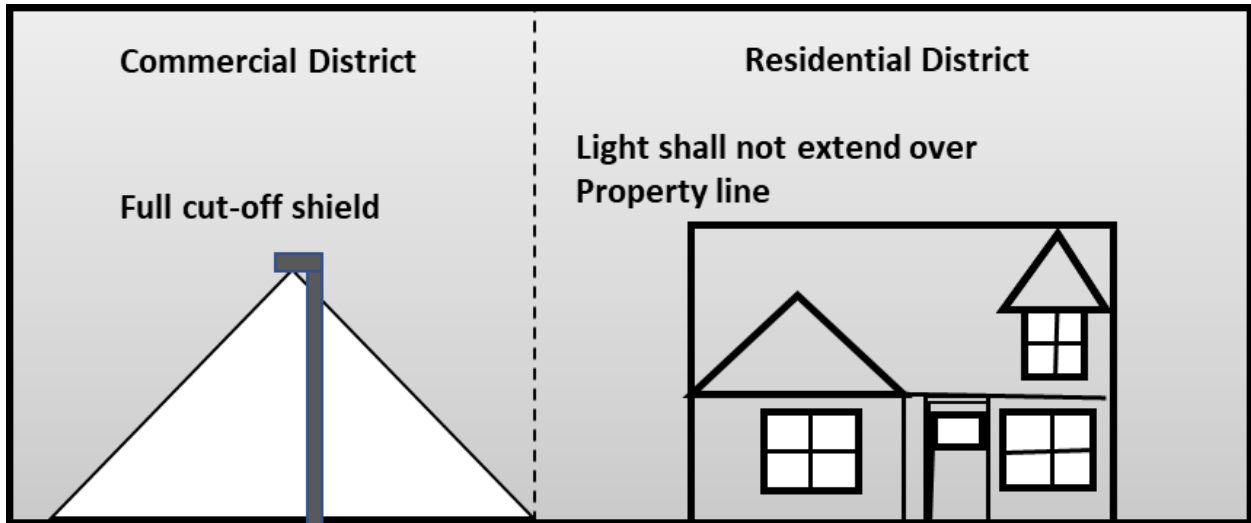 Commercial District
Residential District
Light shall not extend over
Property line
Full cut-off shield